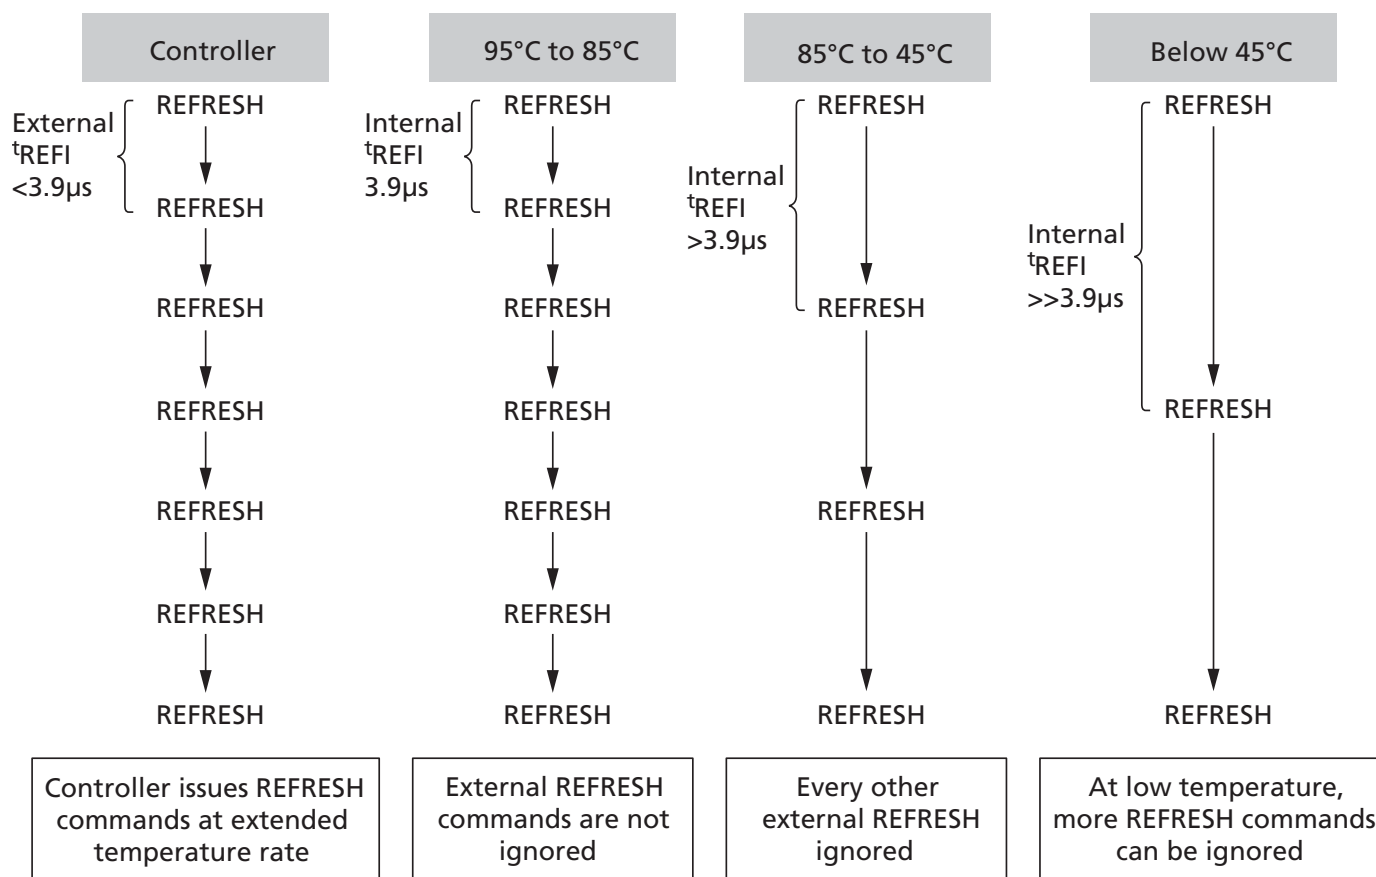 Controller
95°C to 85°C
85°C to 45°C
Below 45°C
External
tREFI
<3.9µs
REFRESH
REFRESH
REFRESH
REFRESH
REFRESH
REFRESH
REFRESH
Internal
tREFI
3.9µs
REFRESH
REFRESH
REFRESH
REFRESH
REFRESH
REFRESH
REFRESH
Internal
tREFI
>3.9µs
REFRESH
REFRESH
REFRESH
REFRESH
Internal
tREFI
>>3.9µs
REFRESH
REFRESH
REFRESH
Controller issues REFRESH
commands at extended
temperature rate
External REFRESH
commands are not
ignored
Every other
external REFRESH
ignored
At low temperature,
more REFRESH commands
can be ignored